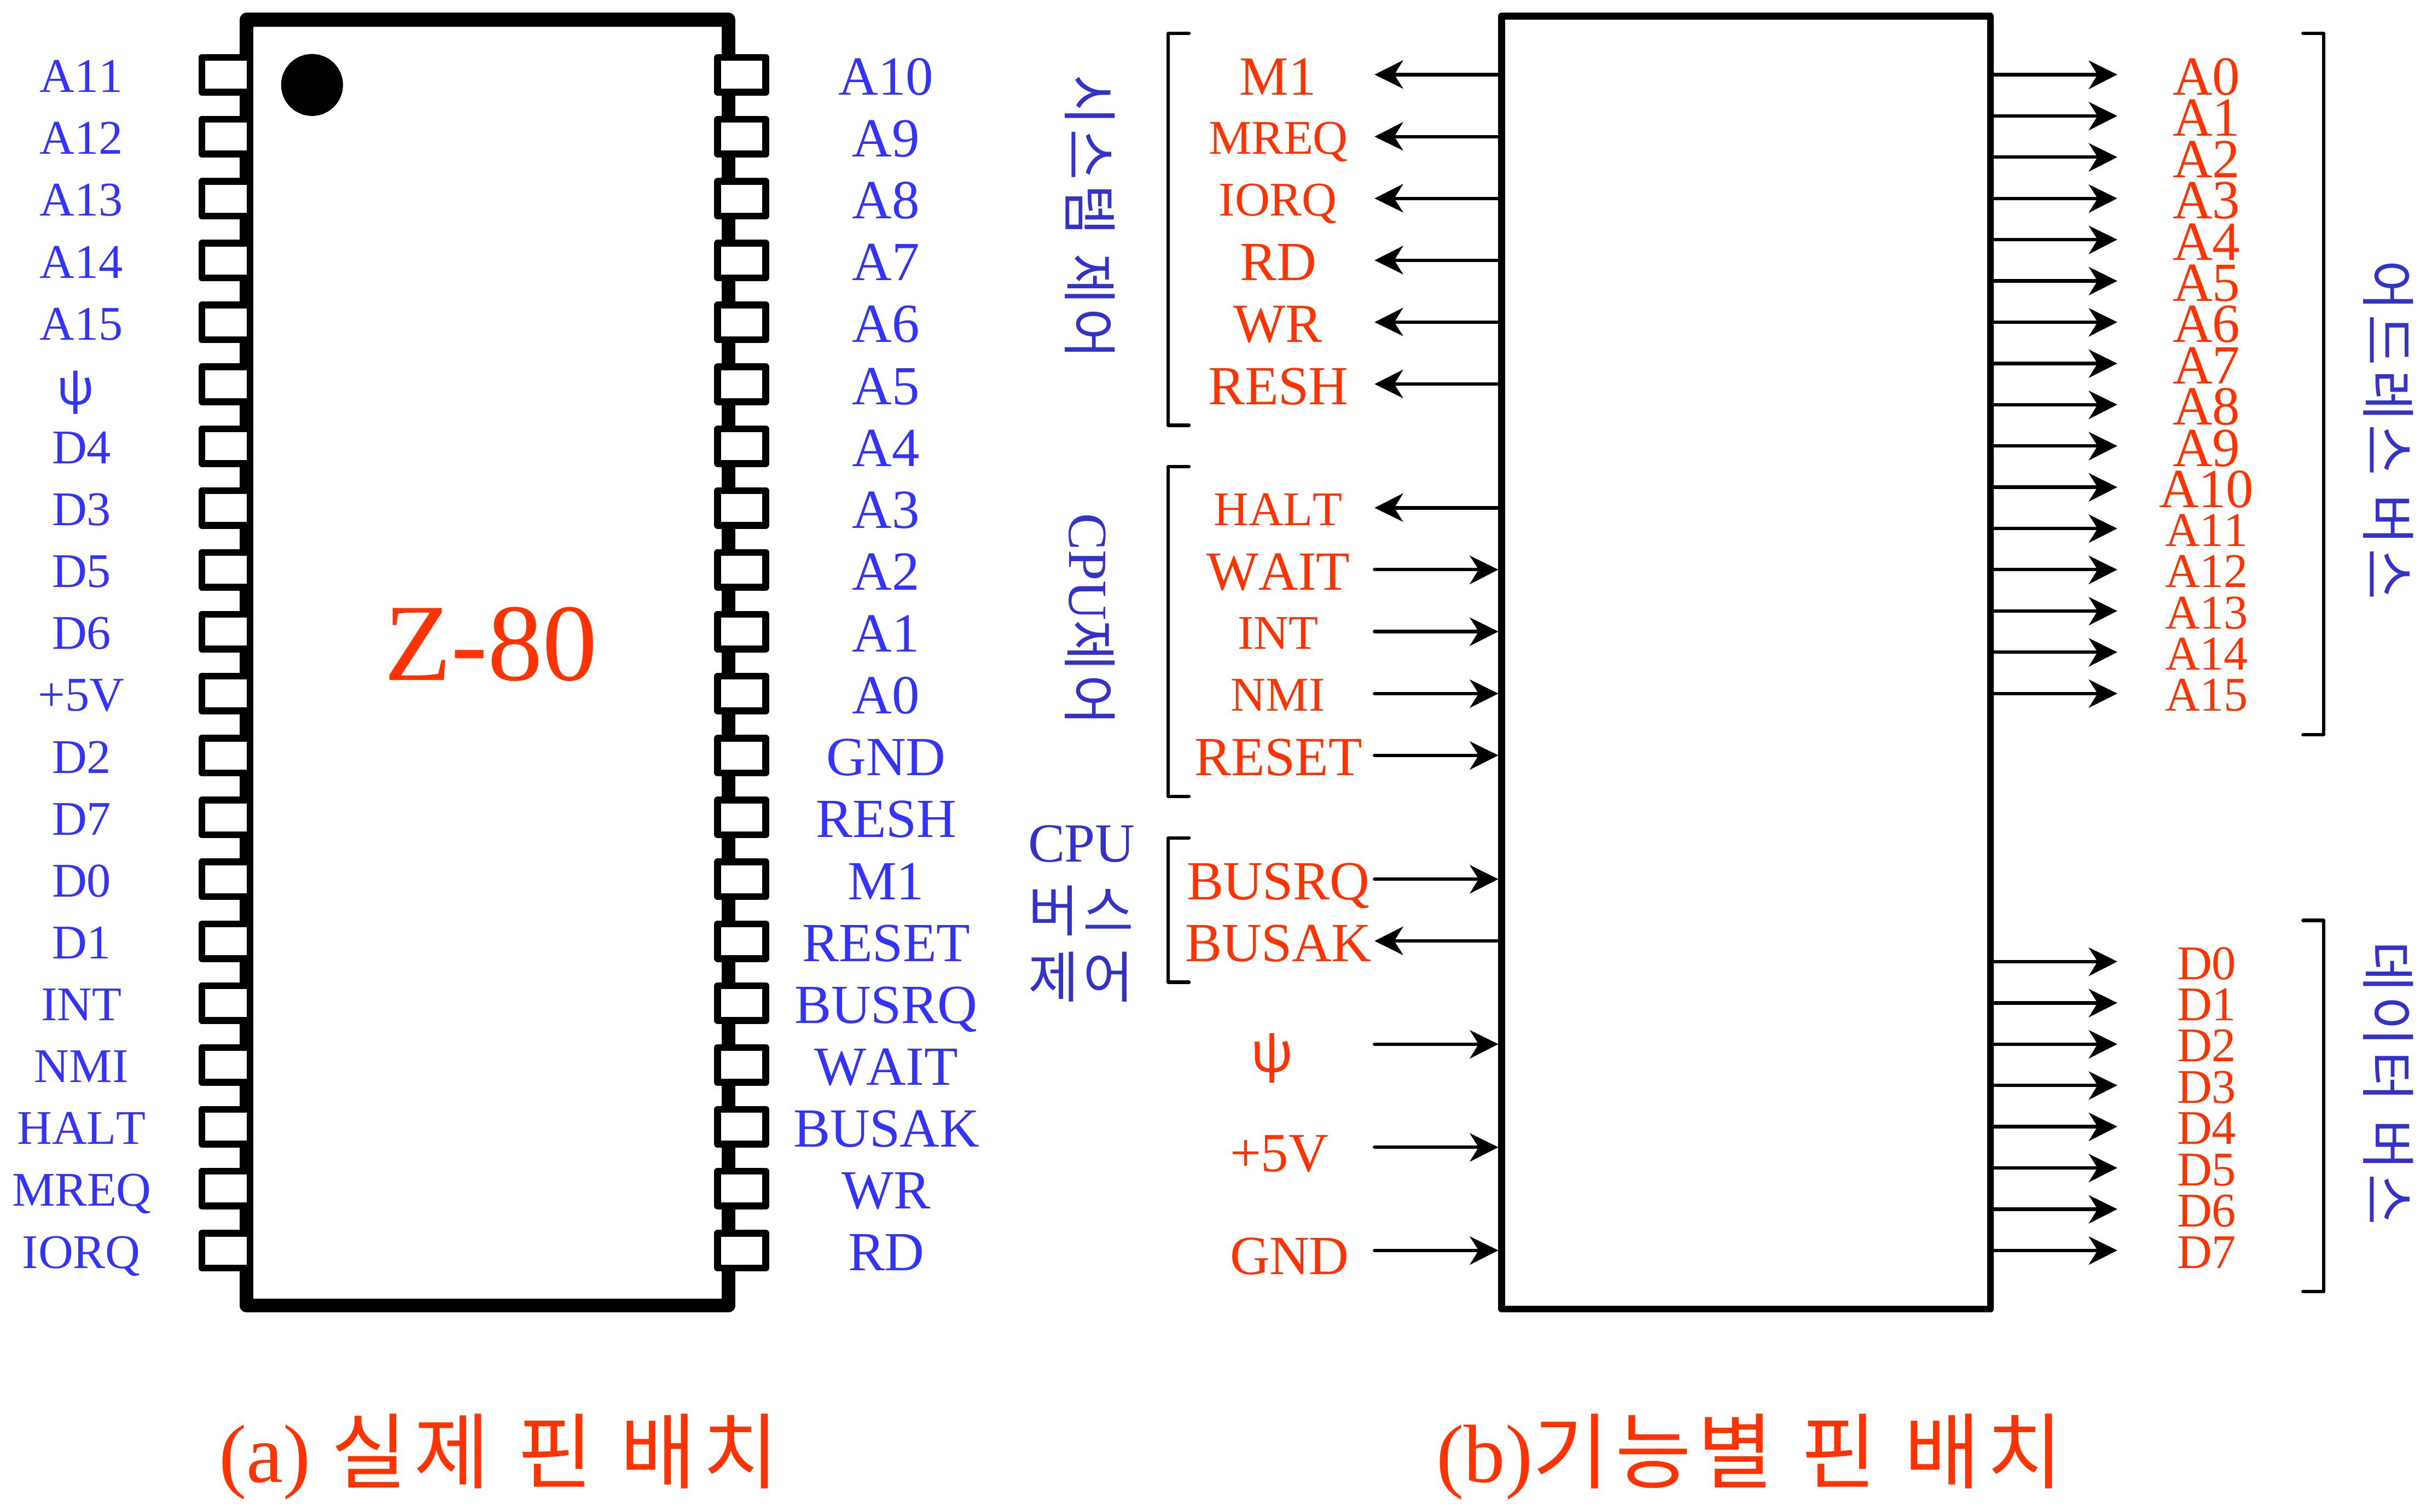 A11
A12
A13
A14
A15
ψ
D4
D3
D5
D6
+5V
D2
D7
D0
D1
INT
NMI
HALT
MREQ
IORQ
Z-80
A10
A9
A8
A7
A6
A5
A4
A3
A2
A1
A0
GND
RESH
M1
RESET
BUSRQ
WAIT
BUSAK
WR
RD
(a) 실제 핀 배치
시스템 제어
M1
MREQ
IORQ
RD
WR
RESH
CPU제어
HALT
WAIT
INT
NMI
RESET
CPU
버스
제어
BUSRQ
BUSAK
ψ
+5V
GND
A0
A1
A2
A3
A4
A5
A6
A7
A8
A9
A10
A11
A12
A13
A14
A15
어드레스 버스
D0
D1
D2
D3
D4
D5
D6
D7
데이터 버스
(b)기능별 핀 배치